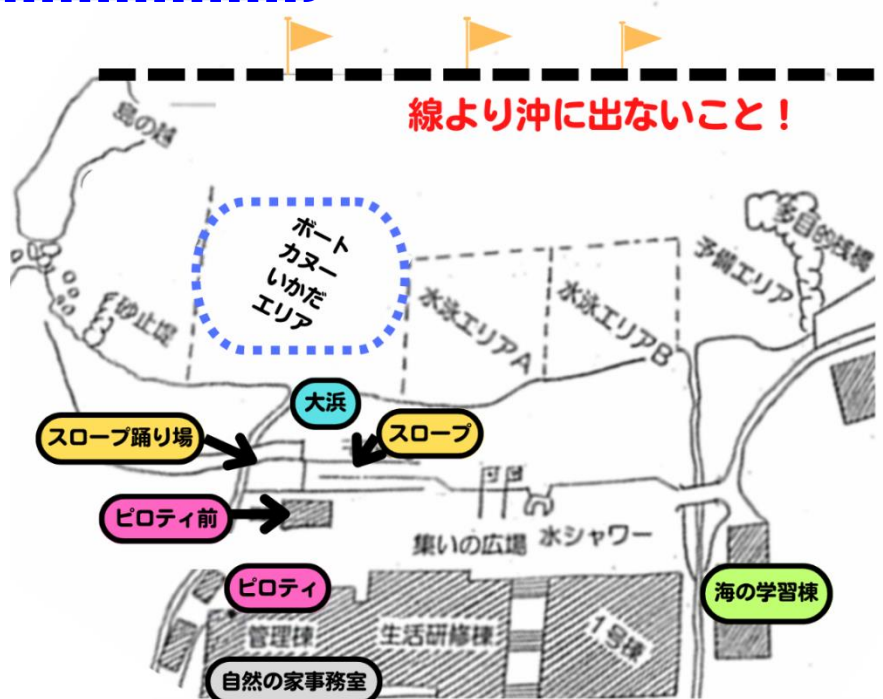 線より沖に出ないこと！
島の越
ボート
カヌー
いかだ
エリア
多目的桟橋
予備エリア
水泳エリアA
水泳エリアB
砂止堤
大浜
スロープ踊り場
スロープ
ピロティ前
集いの広場
水シャワー
ピロティ
海の学習棟
管理棟
生活研修棟
1号棟
自然の家事務室